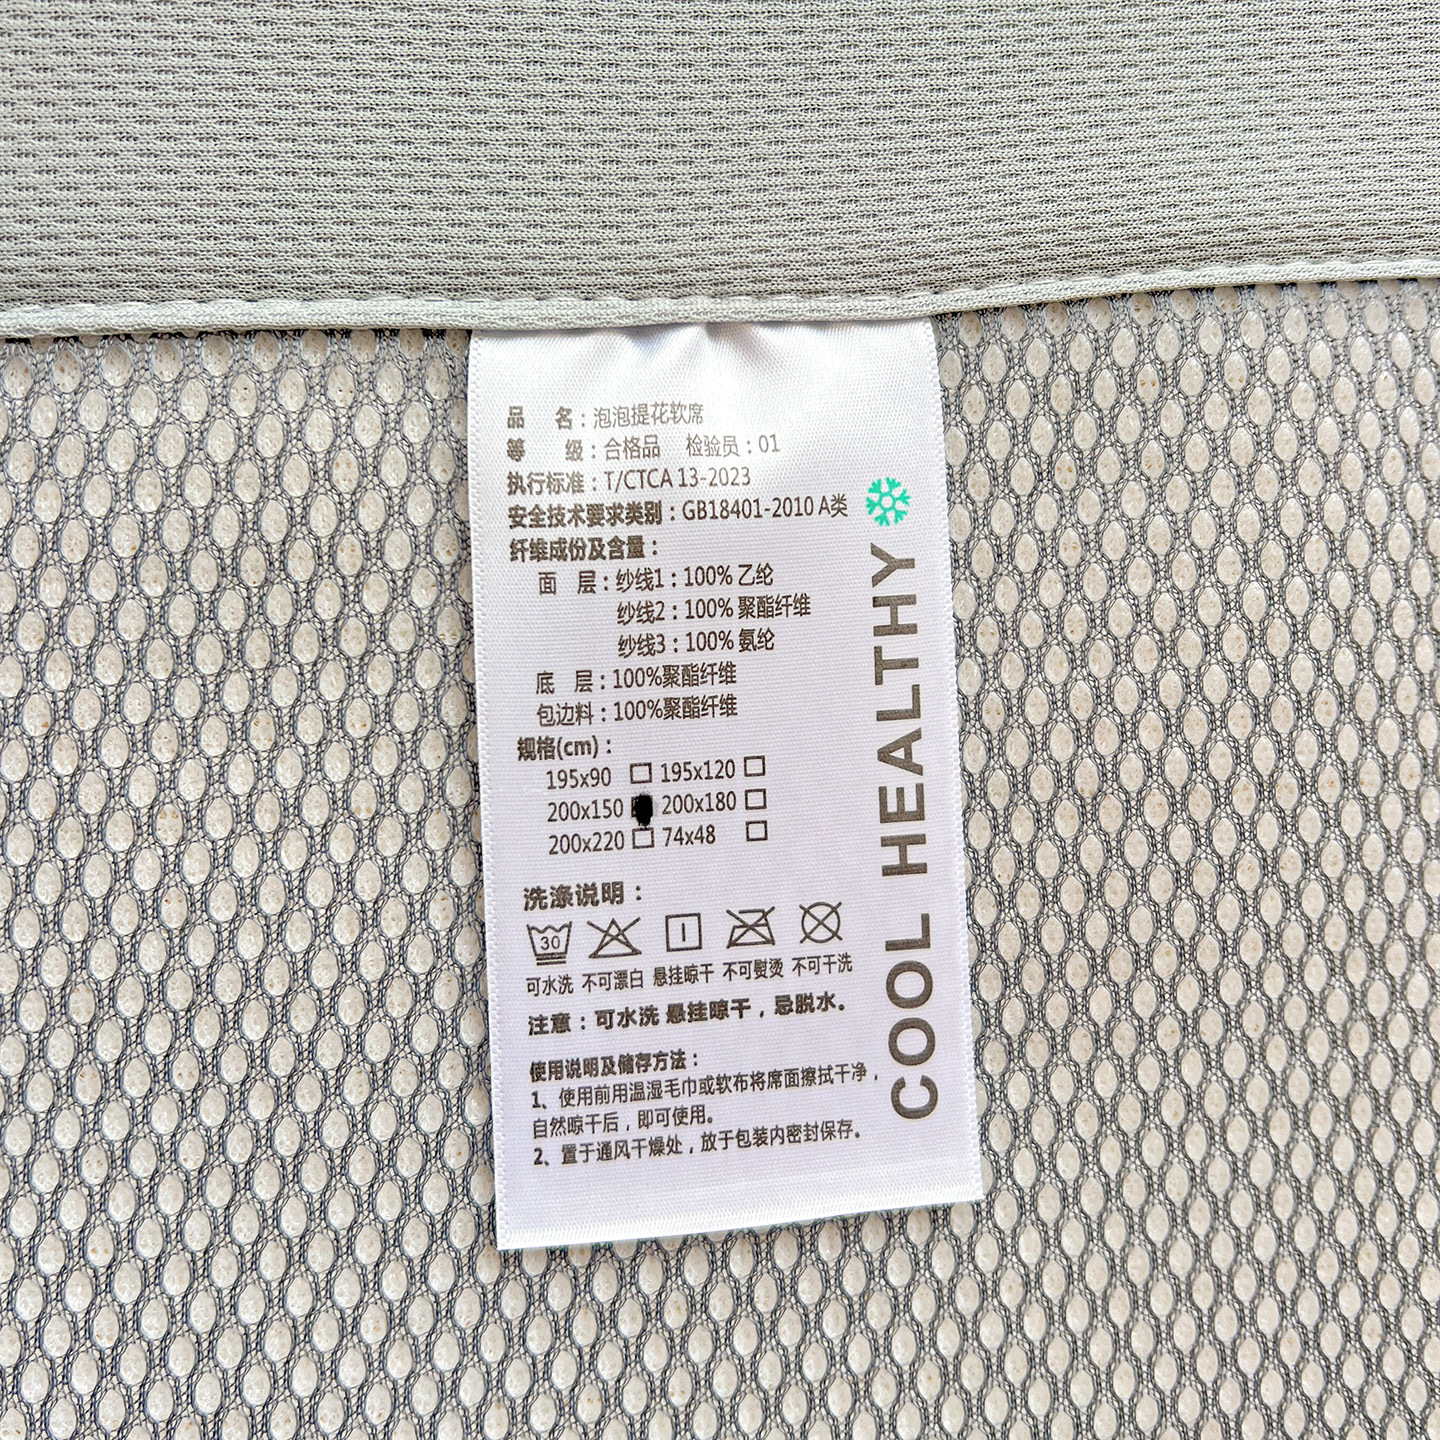 品 名：泡泡提花软席
等 级：合格品 检验员：01
执行标准：T/CTCA 13-2023
安全技术要求类别：GB18401-2010 A类
纤维成份及含量：
面 层：纱线1：100% 乙纶
纱线2：100% 聚酯纤维
纱线3：100% 氨纶
底 层：100%聚酯纤维
包边料：100%聚酯纤维
规格(cm)：
195x90 □ 195x120 □
200x150 ■ 200x180 □
200x220 □ 74x48 □
洗涤说明：
30
可水洗 不可漂白 悬挂晾干 不可熨烫 不可干洗
注意：可水洗 悬挂晾干，忌脱水。
使用说明及储存方法：
1、使用前用温湿毛巾或软布将席面擦拭干净，
自然晾干后，即可使用。
2、置于通风干燥处，放于包装内密封保存。
COOL HEALTHY